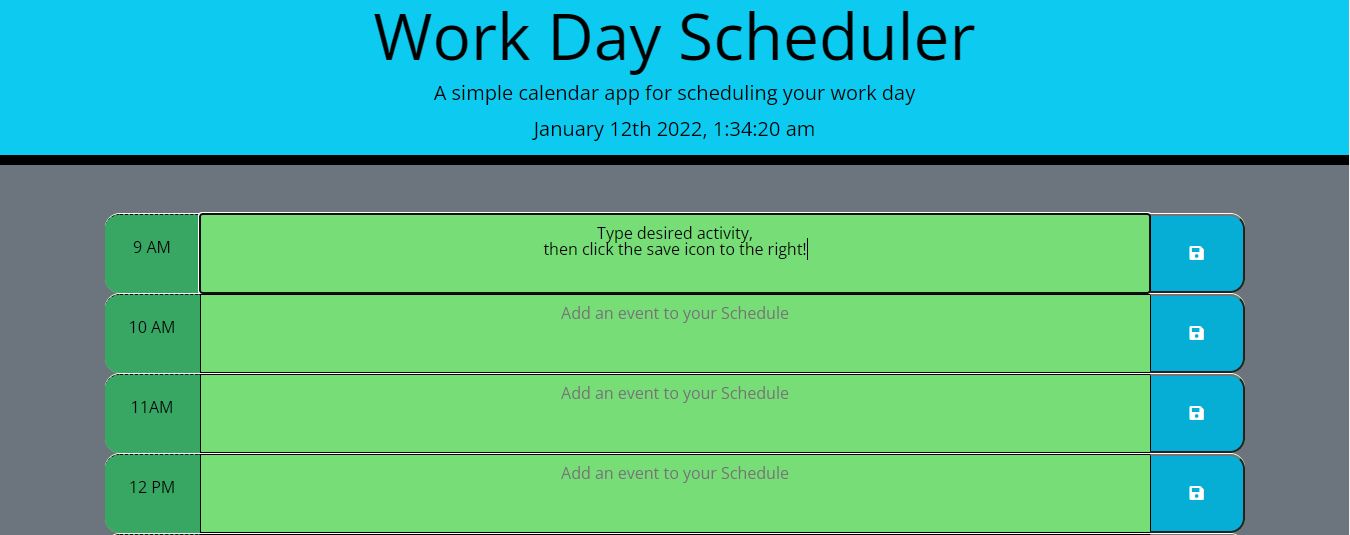 Work Day Scheduler
A simple calendar app for scheduling your work day
January 12th 2022, 1:34:20 am
9 AM
Type desired activity,
then click the save icon to the right!
10 AM
Add an event to your Schedule
11AM
Add an event to your Schedule
12 PM
Add an event to your Schedule